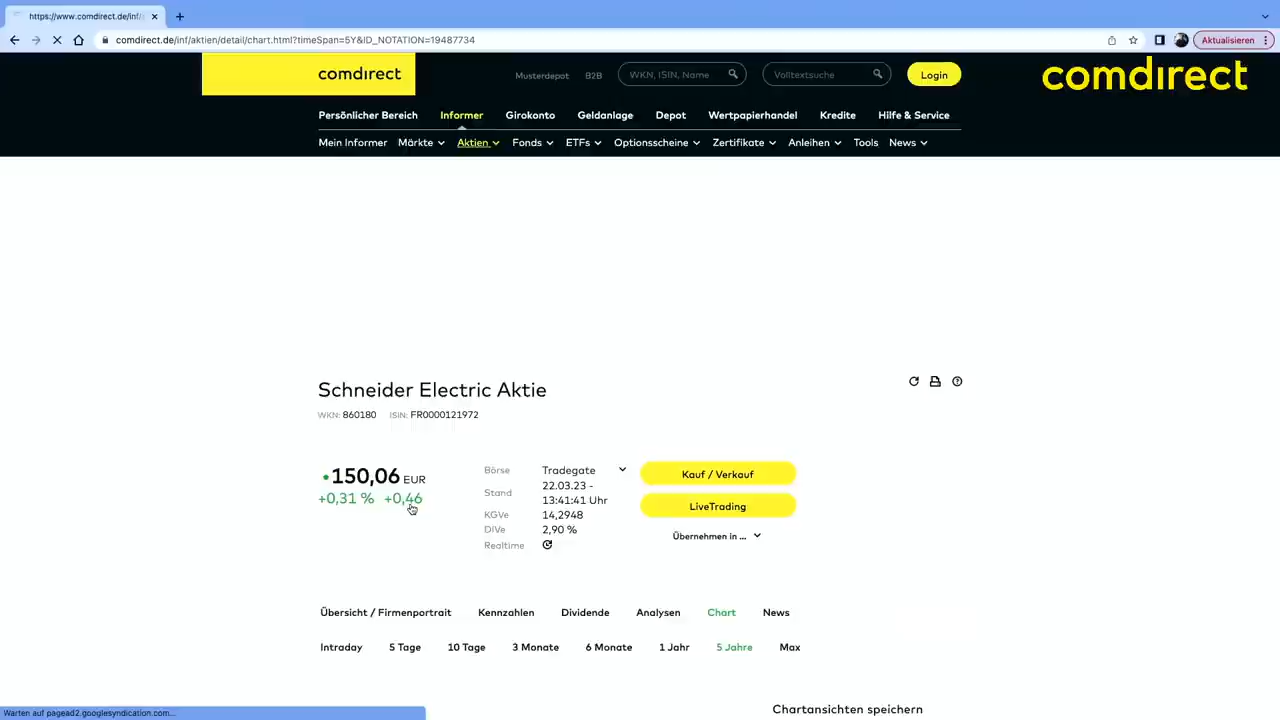 https://www.comdirect.de/inf/
comdirect.de/inf/aktien/detail/chart.html?timeSpan=5Y&ID_NOTATION=19487734
Aktualisieren
comdirect
Musterdepot B2B WKN, ISIN, Name Volltextsuche Login
comdirect
Persönlicher Bereich Informer Girokonto Geldanlage Depot Wertpapierhandel Kredite Hilfe & Service
Mein Informer Märkte Aktien Fonds ETFs Optionsscheine Zertifikate Anleihen Tools News
Schneider Electric Aktie
WKN: 860180 ISIN: FR0000121972
150,06 EUR
+0,31 % +0,46
Börse Tradegate
Stand 22.03.23 -
13:41:41 Uhr
KGVe 14,2948
DIVe 2,90 %
Realtime
Kauf / Verkauf
LiveTrading
Übernehmen in ...
Übersicht / Firmenportrait Kennzahlen Dividende Analysen Chart News
Intraday 5 Tage 10 Tage 3 Monate 6 Monate 1 Jahr 5 Jahre Max
Chartansichten speichern
Warten auf pagead2.googlesyndication.com...